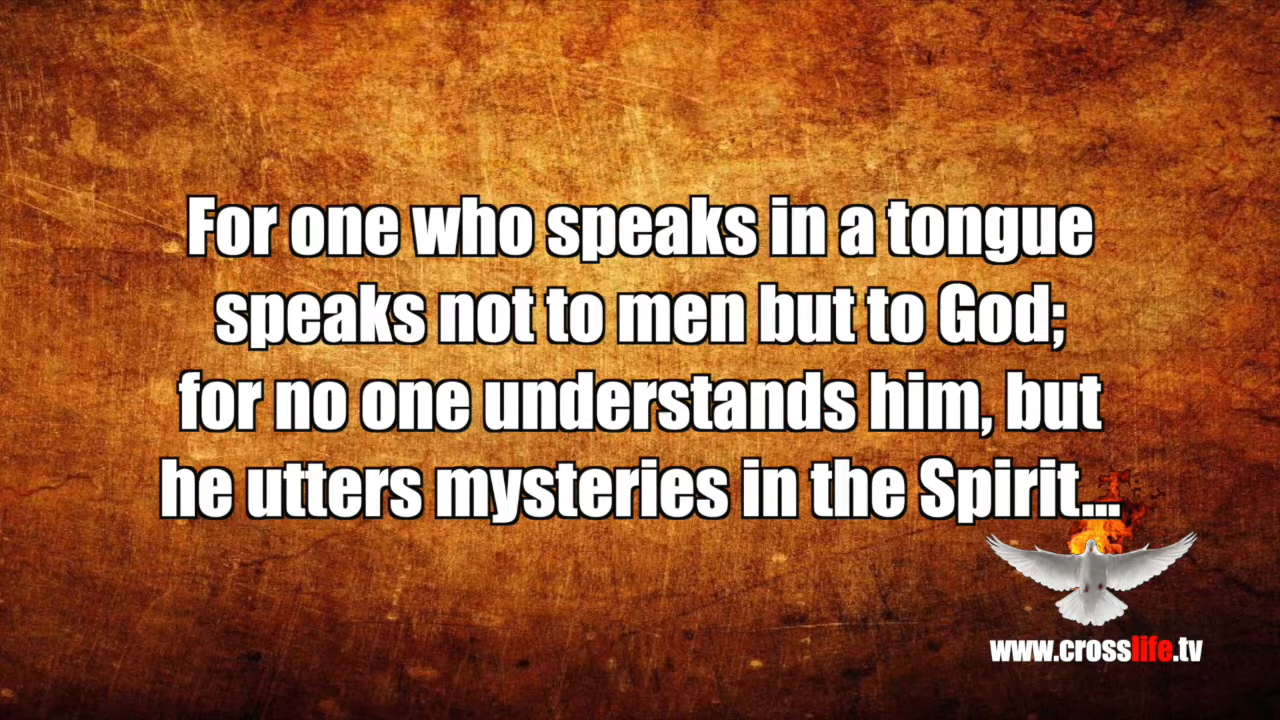 For one who speaks in a tongue
speaks not to men but to God;
for no one understands him, but
he utters mysteries in the Spirit...
www.crosslife.tv